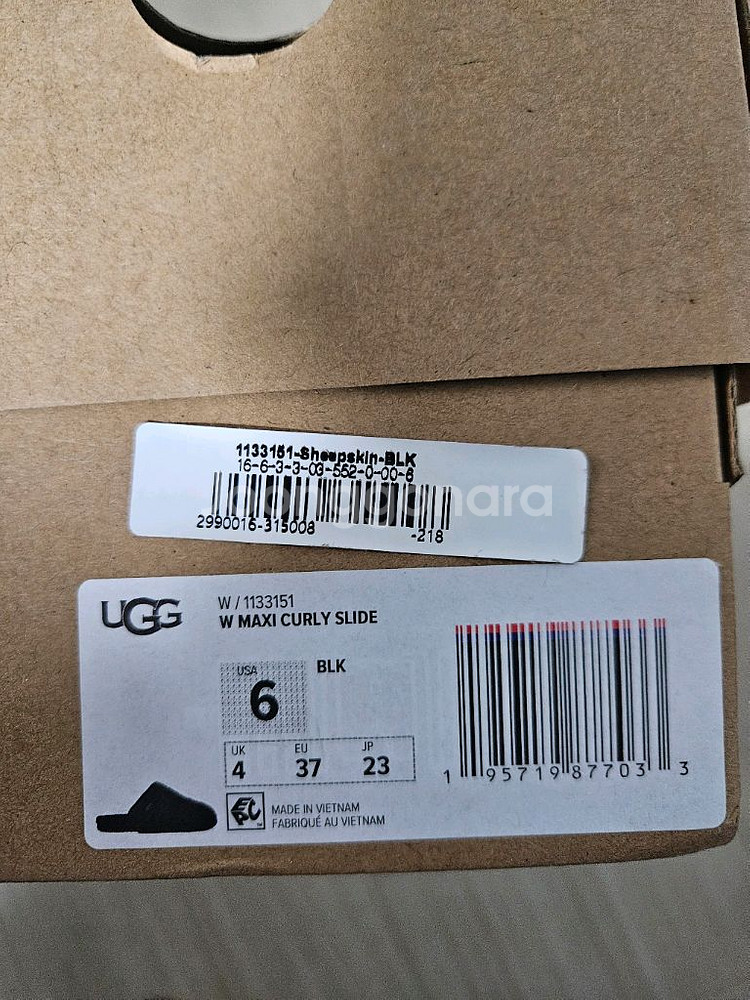 1133151-Sheepskin-BLK
16-6-3-3-03-552-0-00-6
joongonara
2990016-315008
-218
UGG
W / 1133151
W MAXI CURLY SLIDE
USA
6
BLK
UK EU JP
4 37 23
1 95719 87703 3
MADE IN VIETNAM
FABRIQUÉ AU VIETNAM